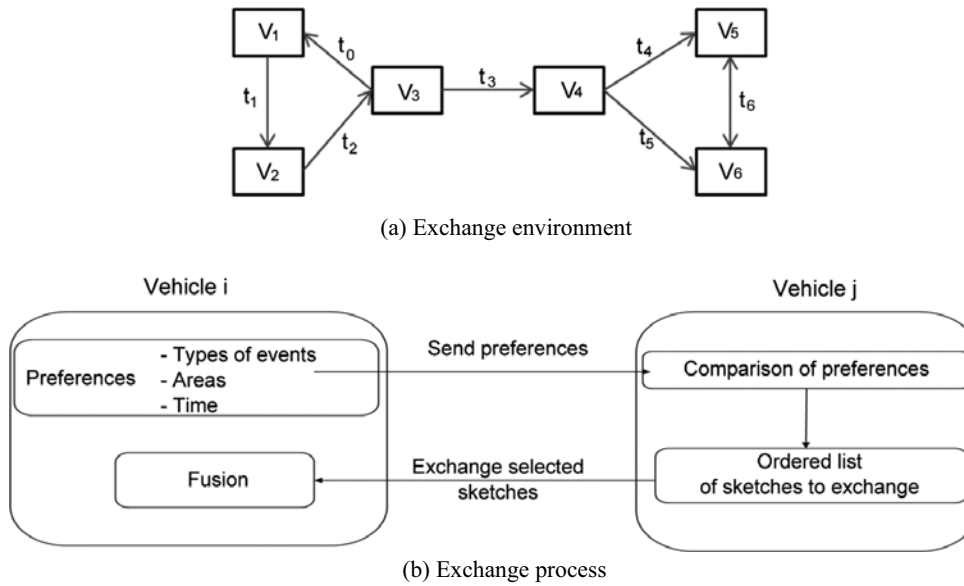 V1
V5
t0
t4
t1
V3
t3
V4
t6
t2
t5
V2
V6
(a) Exchange environment
Vehicle i
Vehicle j
- Types of events
Preferences - Areas
- Time
Send preferences
Comparison of preferences
Fusion
Exchange selected
sketches
Ordered list
of sketches to exchange
(b) Exchange process